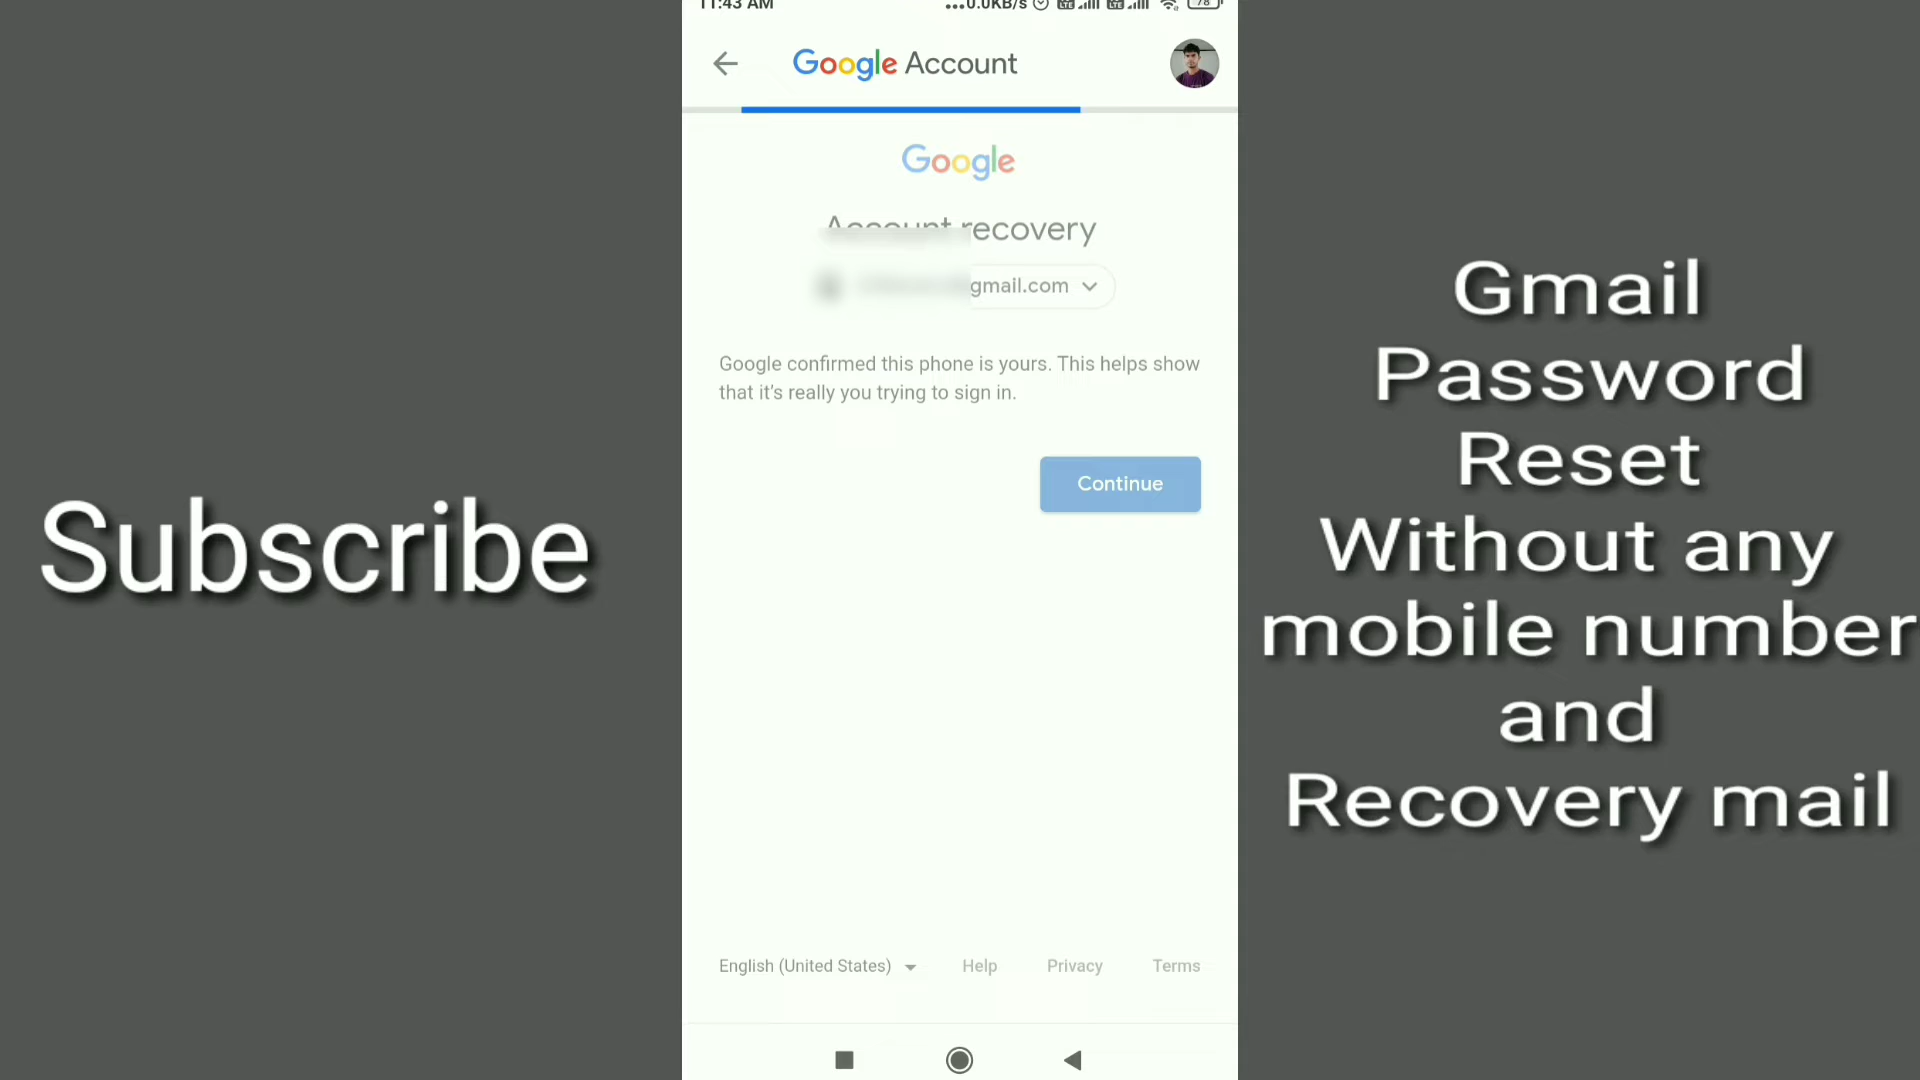 11:43 AM
...0.0KB/s
78
Google Account
Google
Account recovery
gmail.com
Google confirmed this phone is yours. This helps show
that it's really you trying to sign in.
Continue
English (United States)
Help
Privacy
Terms
Subscribe
Gmail
Password
Reset
Without any
mobile number
and
Recovery mail